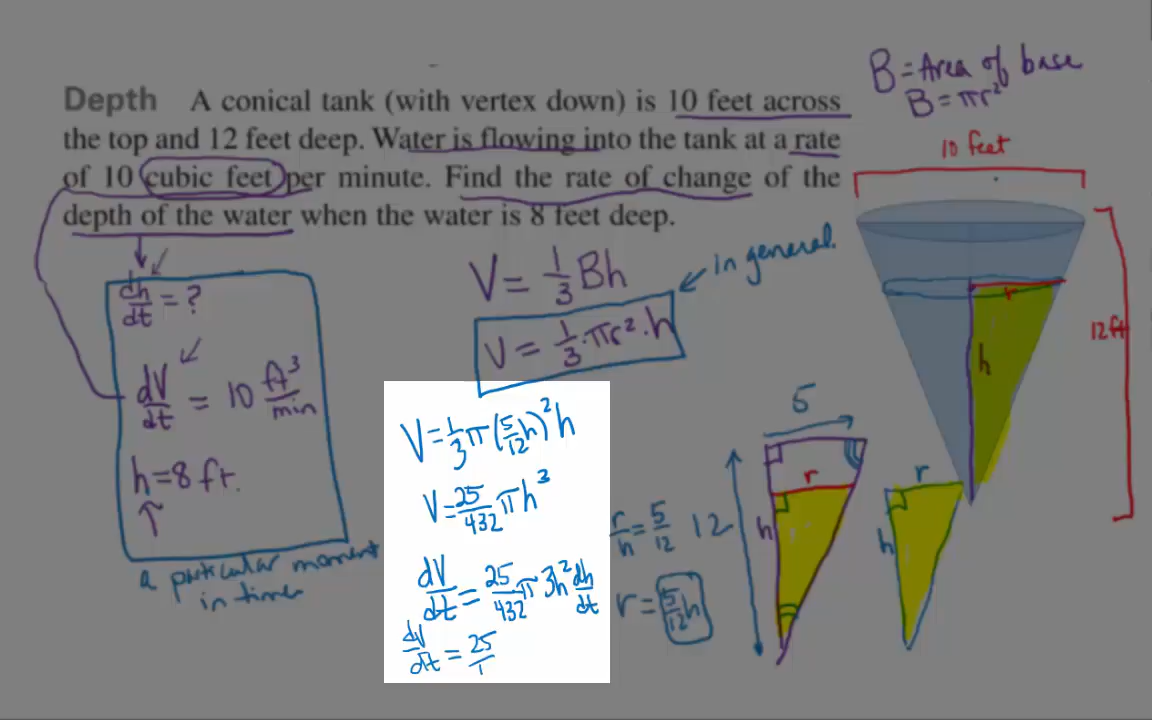 B = Area of base
B = πr²
Depth A conical tank (with vertex down) is 10 feet across
the top and 12 feet deep. Water is flowing into the tank at a rate
of 10 cubic feet per minute. Find the rate of change of the
depth of the water when the water is 8 feet deep.
10 feet
12 ft
r
h
dh/dt = ?
dV/dt = 10 ft³/min
h = 8 ft.
a particular moment
in time
V = 1/3 Bh
in general.
V = 1/3 · πr² · h
V = 1/3 π (5/12 h)² h
V = 25/432 π h³
dV/dt = 25/432 π 3h² dh/dt
dV/dt = 25/1
r/h = 5/12
r = 5/12 h
5
12
r
h
r
h